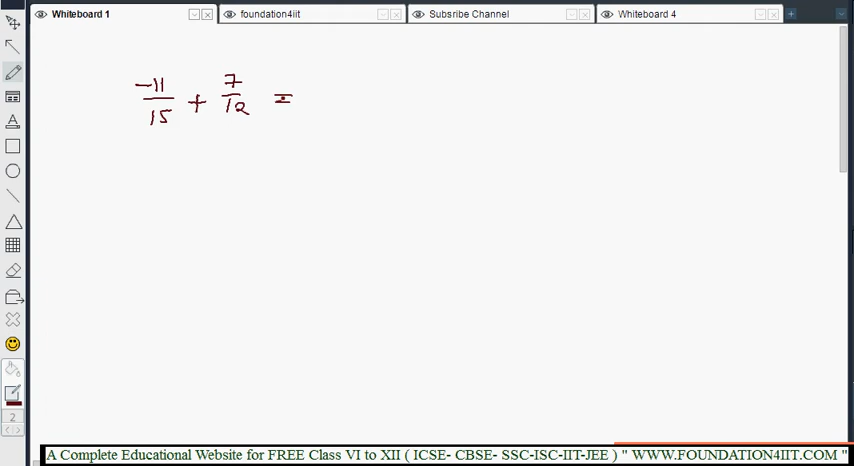 Whiteboard 1 foundation4iit Subsribe Channel Whiteboard 4
-11/15 + 7/12 =
2
A Complete Educational Website for FREE Class VI to XII ( ICSE- CBSE- SSC-ISC-IIT-JEE ) " WWW.FOUNDATION4IIT.COM "